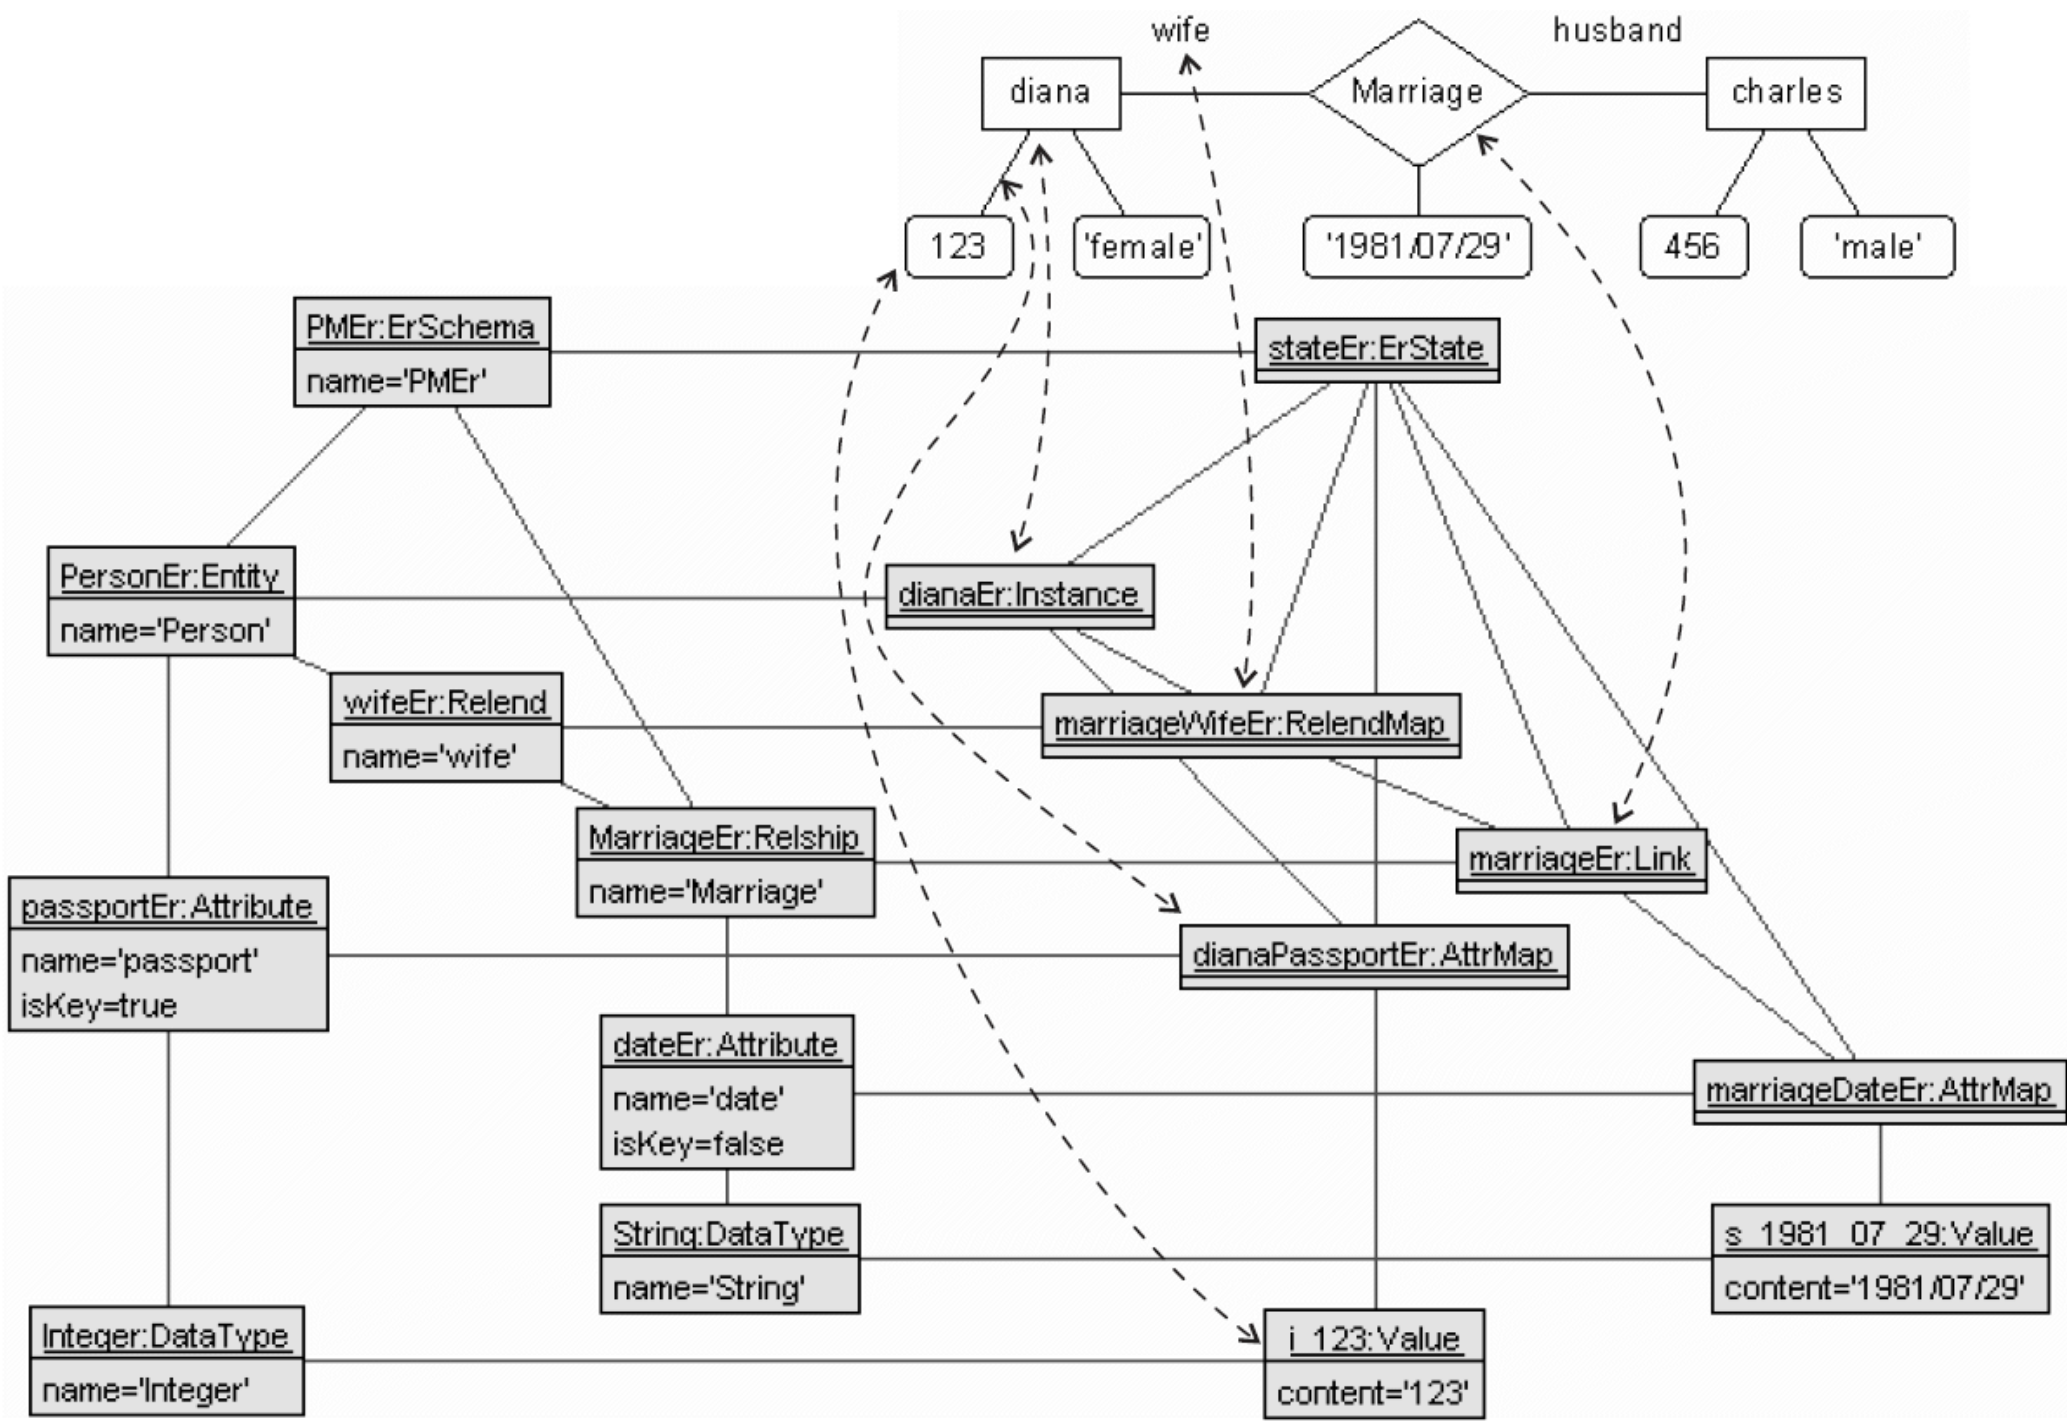 wife
husband
diana
Marriage
charles
123
'female'
'1981/07/29'
456
'male'
PMEr:ErSchema
name='PMEr'
stateEr:ErState
PersonEr:Entity
name='Person'
dianaEr:Instance
wifeEr:Relend
name='wife'
marriageWifeEr:RelendMap
MarriageEr:Relship
name='Marriage'
marriageEr:Link
passportEr:Attribute
name='passport'
isKey=true
dianaPassportEr:AttrMap
dateEr:Attribute
name='date'
isKey=false
marriageDateEr:AttrMap
String:DataType
name='String'
s_1981_07_29:Value
content='1981/07/29'
Integer:DataType
name='Integer'
i_123:Value
content='123'